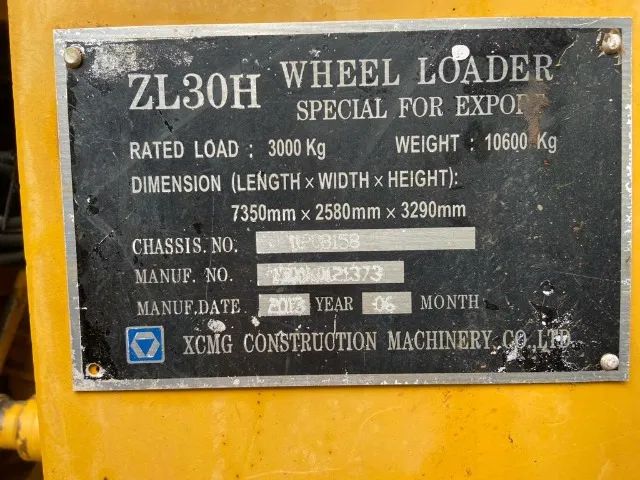 ZL30H WHEEL LOADER
SPECIAL FOR EXPORT
RATED LOAD : 3000 Kg WEIGHT : 10600 Kg
DIMENSION (LENGTH × WIDTH × HEIGHT):
7350mm × 2580mm × 3290mm
CHASSIS. NO.
MANUF. NO.
MANUF.DATE 2013 YEAR 06 MONTH
XCMG CONSTRUCTION MACHINERY CO.,LTD